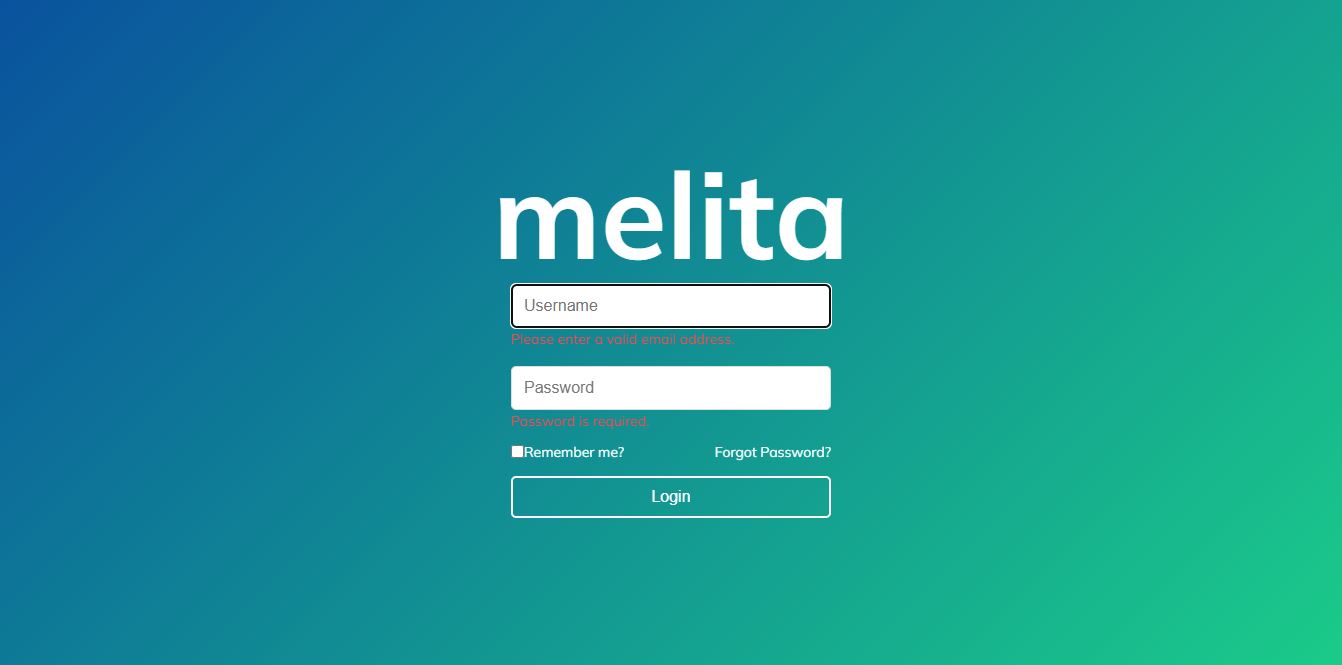 melita
Username
Please enter a valid email address.
Password
Password is required.
Remember me? Forgot Password?
Login